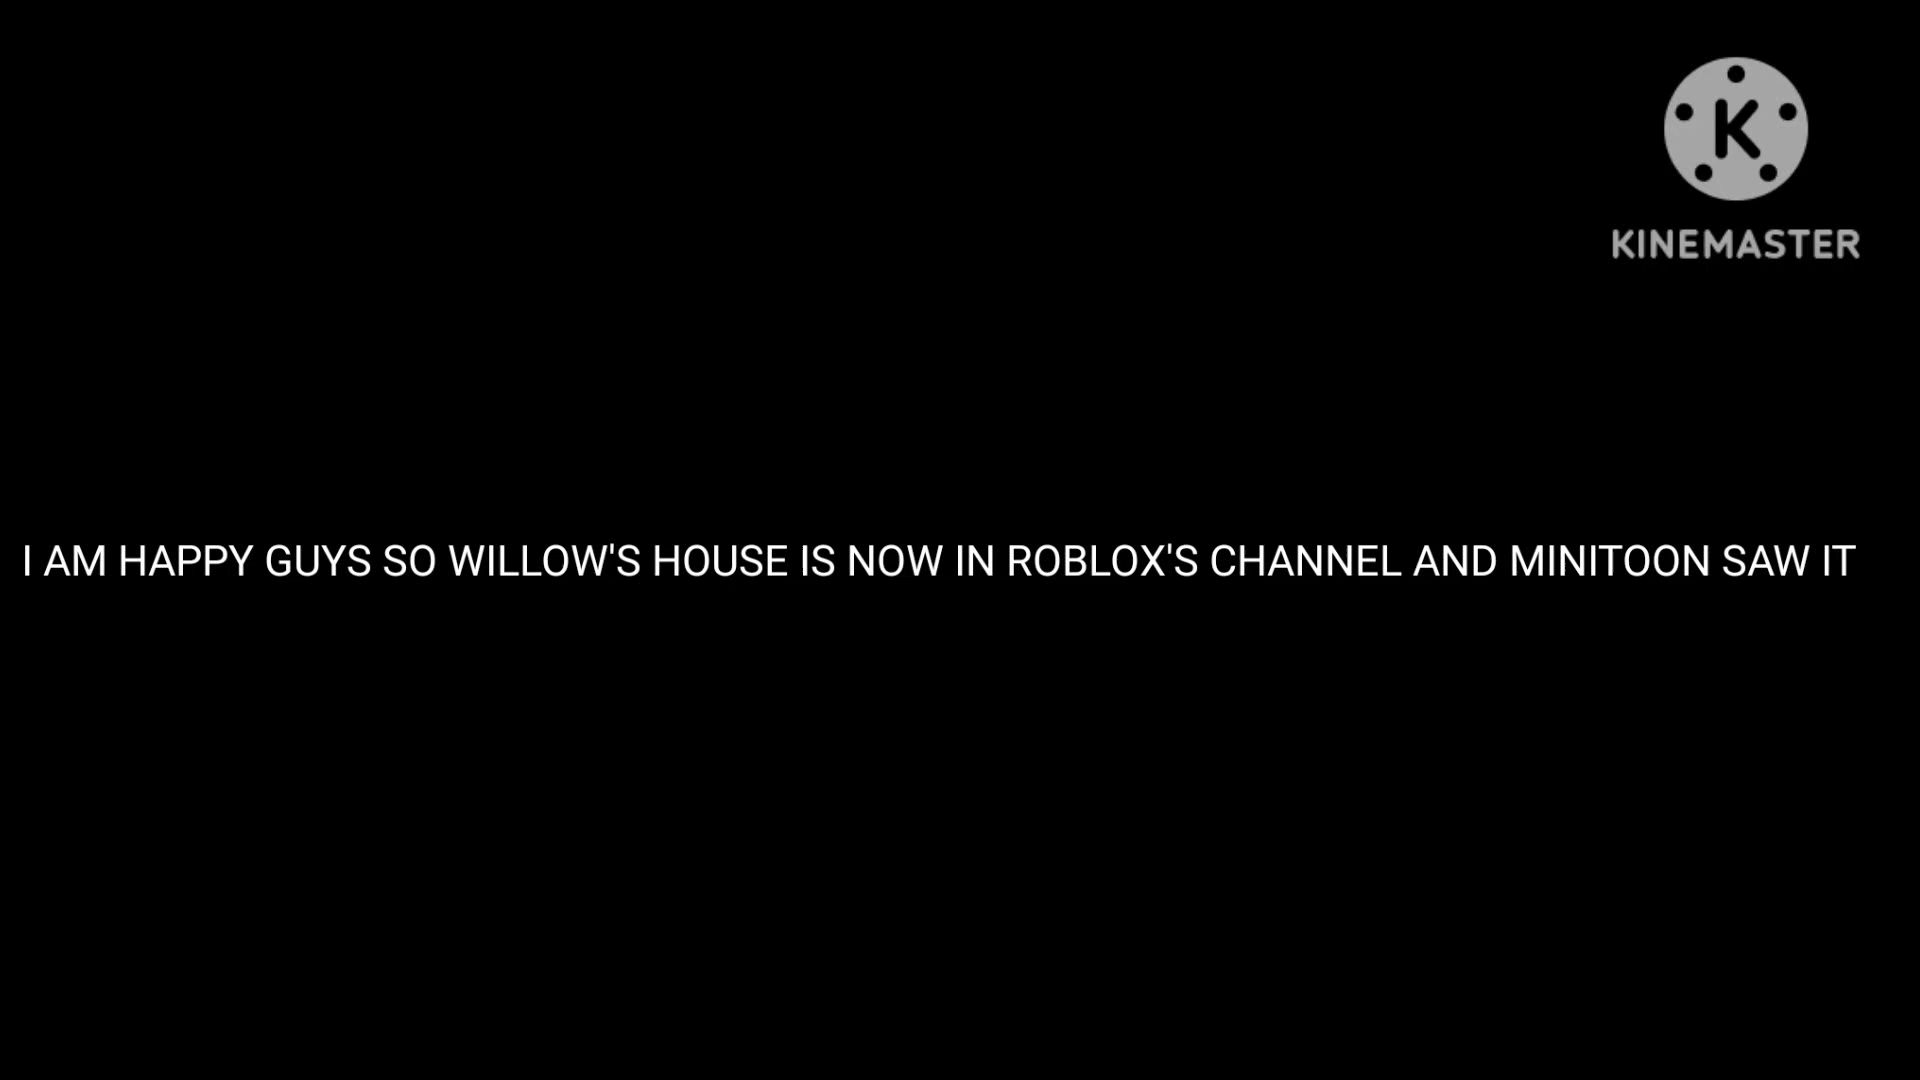 K
KINEMASTER
I AM HAPPY GUYS SO WILLOW'S HOUSE IS NOW IN ROBLOX'S CHANNEL AND MINITOON SAW IT